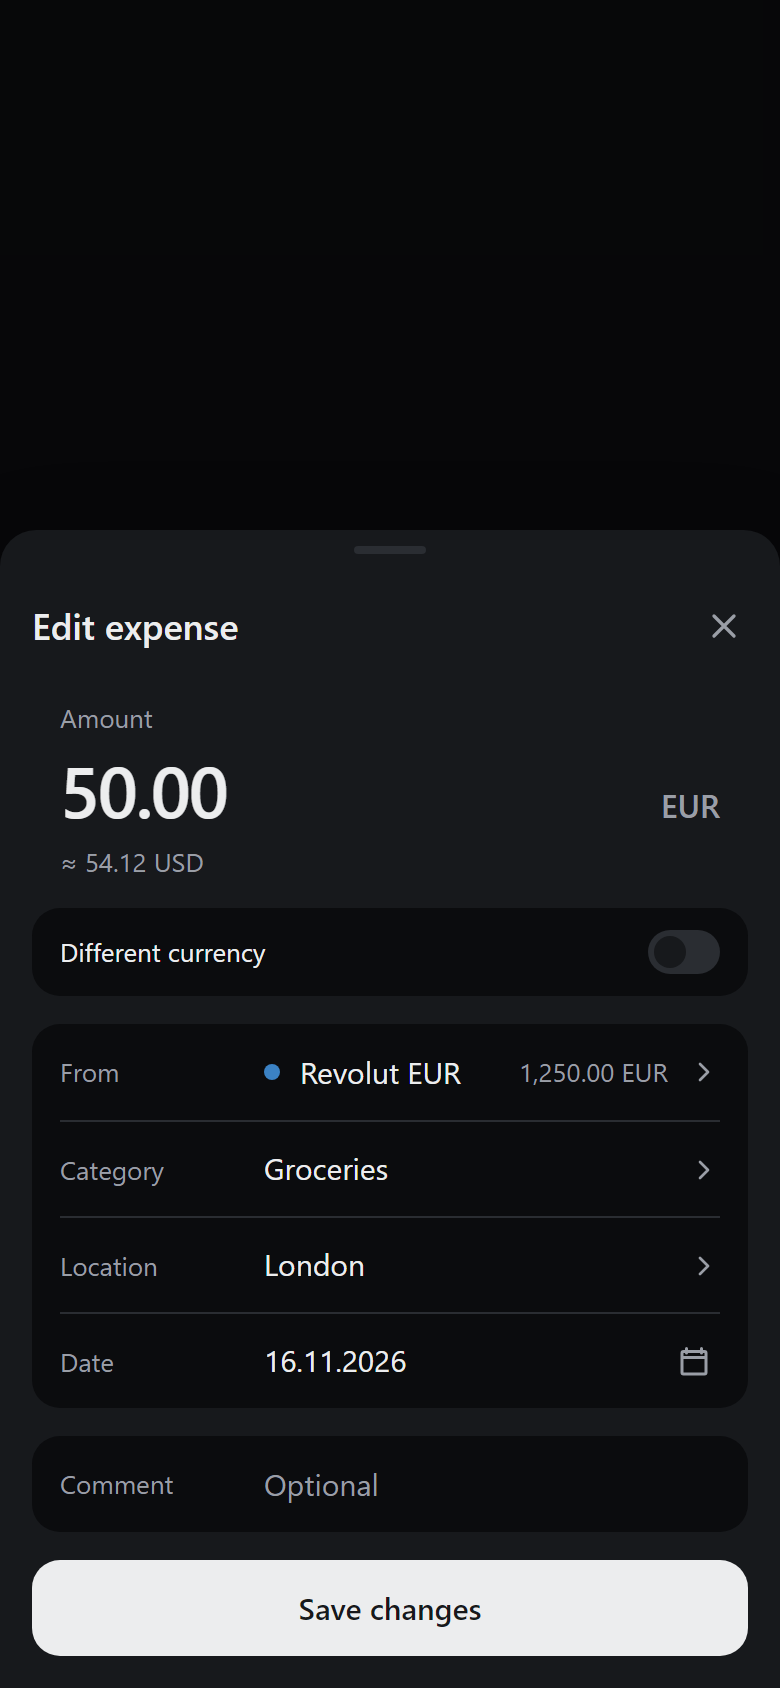 Edit expense
Amount
50.00 EUR
≈ 54.12 USD
Different currency
From Revolut EUR 1,250.00 EUR
Category Groceries
Location London
Date 16.11.2026
Comment Optional
Save changes